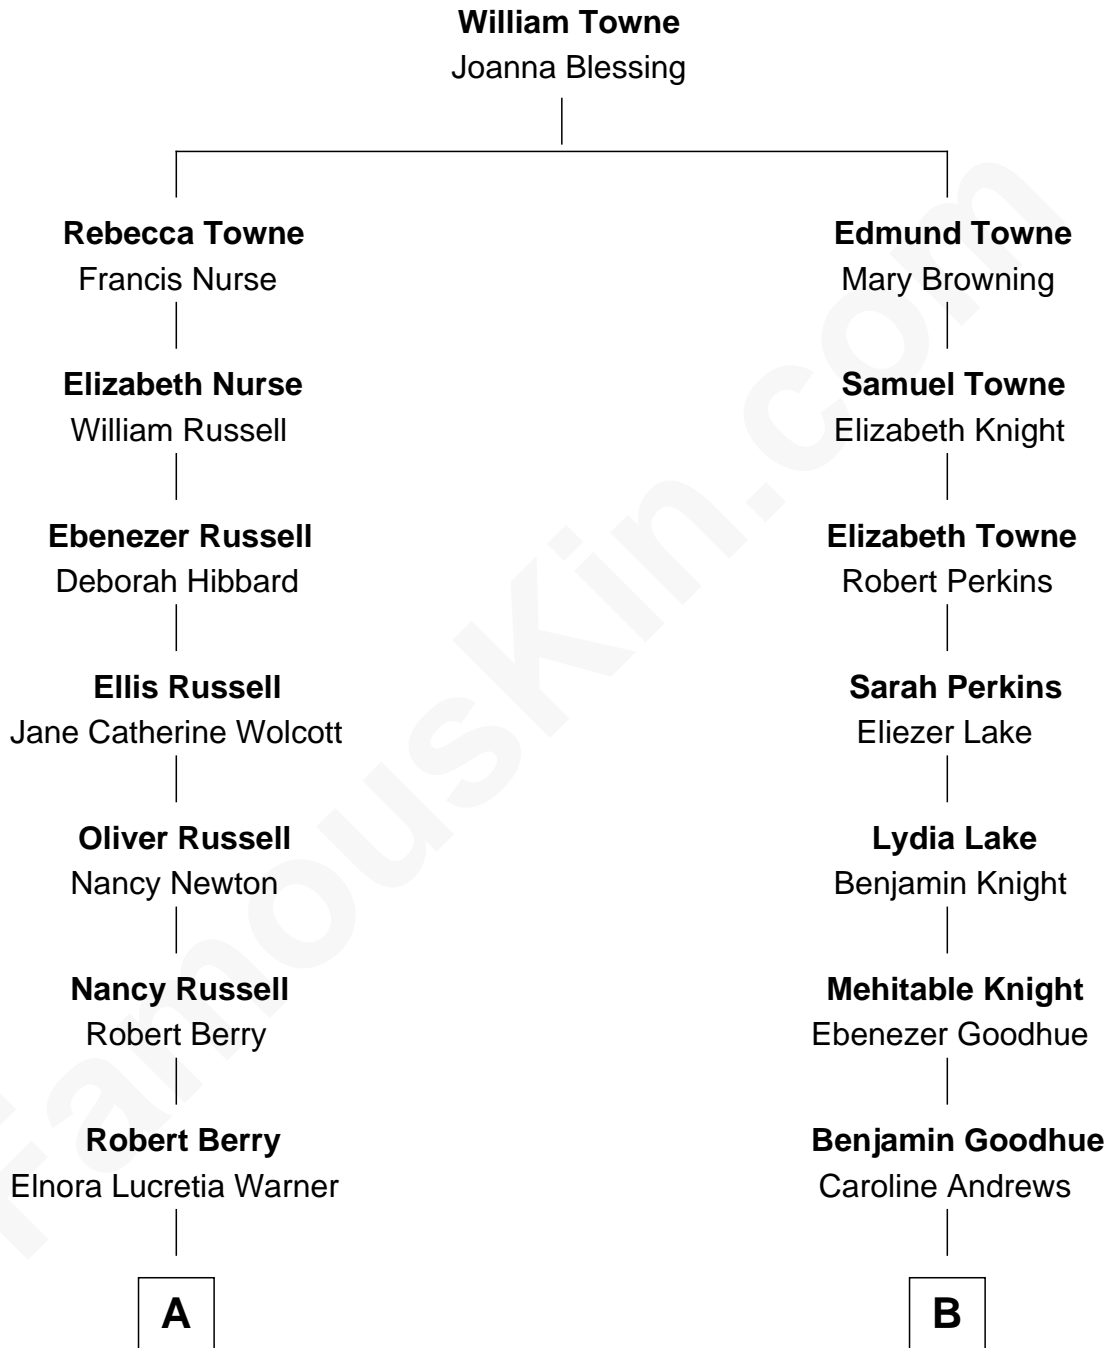 William Towne
Joanna Blessing
Rebecca Towne
Francis Nurse
Edmund Towne
Mary Browning
Elizabeth Nurse
William Russell
Samuel Towne
Elizabeth Knight
Ebenezer Russell
Deborah Hibbard
Elizabeth Towne
Robert Perkins
Ellis Russell
Jane Catherine Wolcott
Sarah Perkins
Eliezer Lake
Oliver Russell
Nancy Newton
Lydia Lake
Benjamin Knight
Nancy Russell
Robert Berry
Mehitable Knight
Ebenezer Goodhue
Robert Berry
Elnora Lucretia Warner
Benjamin Goodhue
Caroline Andrews
A
B
FamousKin.com